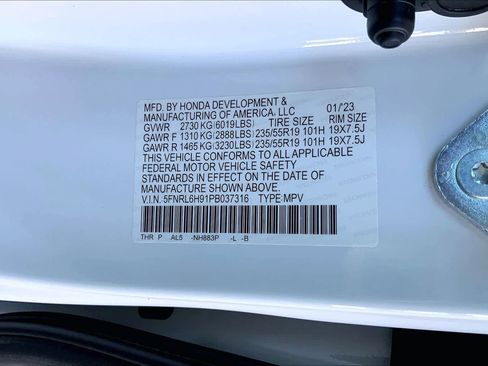 MFD. BY HONDA DEVELOPMENT &
MANUFACTURING OF AMERICA, LLC 01/23
GVWR 2730 KG (6019LBS) TIRE SIZE RIM SIZE
GAWR F 1310 KG (2888LBS) 235/55R19 101H 19X7.5J
GAWR R 1465 KG (3230LBS) 235/55R19 101H 19X7.5J
THIS VEHICLE CONFORMS TO ALL APPLICABLE
FEDERAL MOTOR VEHICLE SAFETY
STANDARDS IN EFFECT ON THE DATE OF
MANUFACTURE SHOWN ABOVE.
V.I.N. 5FNRL6H91PB037316 TYPE: MPV
THR P AL5 -NH883P -L -B